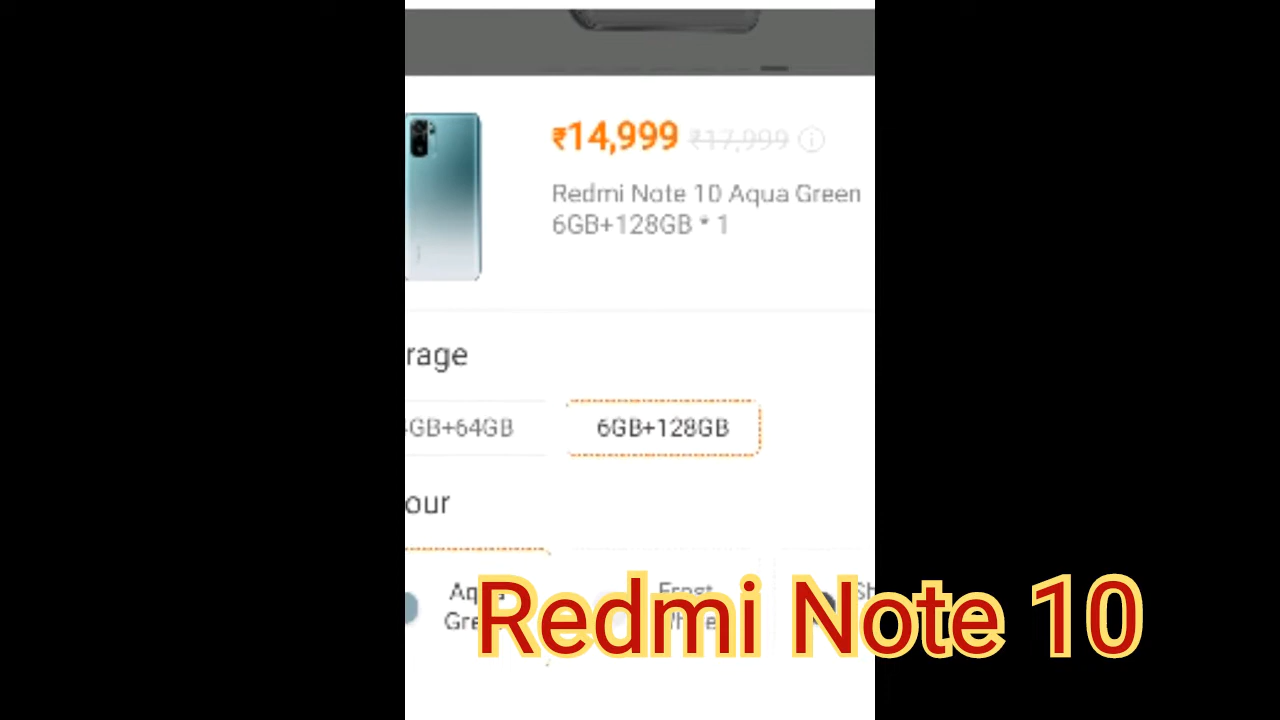 ₹14,999 ₹17,999
Redmi Note 10 Aqua Green
6GB+128GB * 1
rage
GB+64GB
6GB+128GB
our
Redmi Note 10